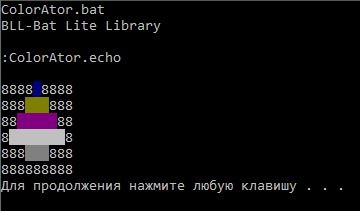 ColorAtor.bat
BLL-Bat Lite Library
:ColorAtor.echo
8888 8888
888   888
88     88
8       8
888   888
888888888
Для продолжения нажмите любую клавишу . . .